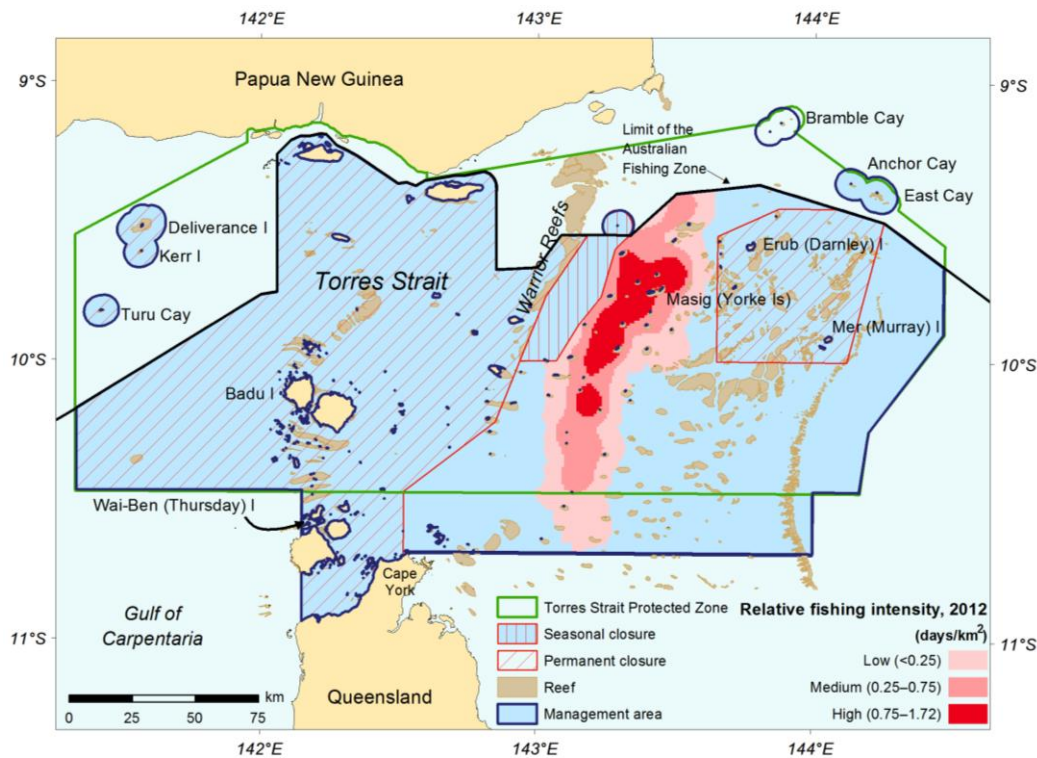 142°E
143°E
144°E
9°S
9°S
Papua New Guinea
Bramble Cay
Limit of the
Australian
Fishing Zone
Anchor Cay
East Cay
Deliverance I
Kerr I
Warrior Reefs
Erub (Darnley) I
Torres Strait
Masig (Yorke Is)
Turu Cay
Mer (Murray) I
10°S
10°S
Badu I
Wai-Ben (Thursday) I
Cape
York
Gulf of
Carpentaria
Torres Strait Protected Zone
Seasonal closure
Permanent closure
Reef
Management area
Relative fishing intensity, 2012
(days/km²)
Low (<0.25)
Medium (0.25–0.75)
High (0.75–1.72)
11°S
11°S
Queensland
km
0 25 50 75
142°E
143°E
144°E